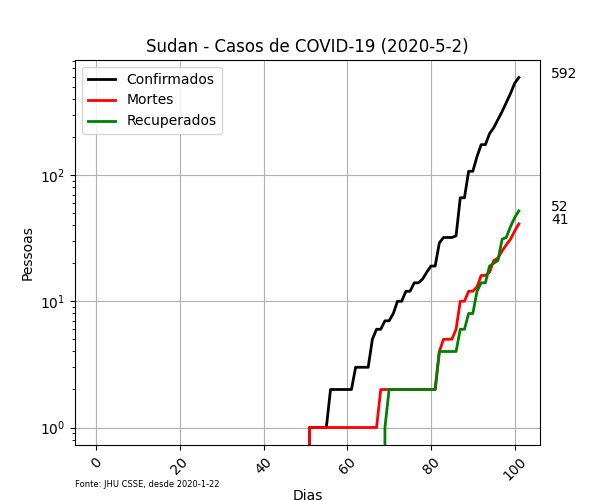 Sudan - Casos de COVID-19 (2020-5-2)
Confirmados
Mortes
Recuperados
592
52
41
10²
10¹
10⁰
Pessoas
0 20 40 60 80 100
Fonte: JHU CSSE, desde 2020-1-22
Dias